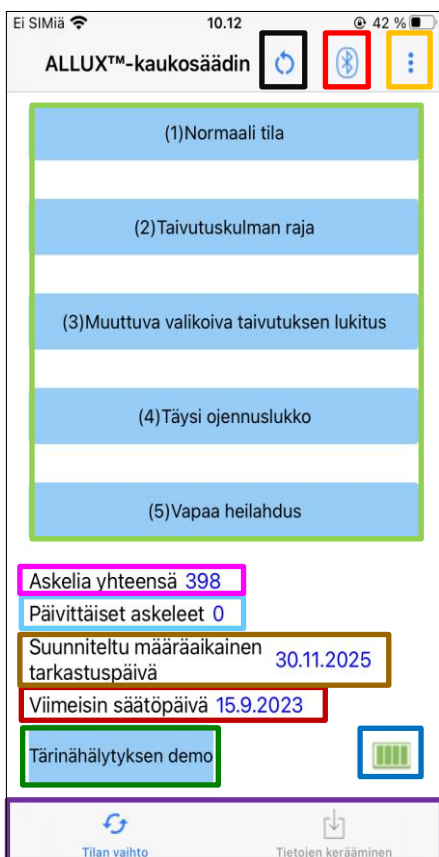 Ei SIMiä 10.12 42 %
ALLUX™-kaukosäädin
(1)Normaali tila
(2)Taivutuskulman raja
(3)Muuttuva valikoiva taivutuksen lukitus
(4)Täysi ojennuslukko
(5)Vapaa heilahdus
Askelia yhteensä 398
Päivittäiset askeleet 0
Suunniteltu määräaikainen
tarkastuspäivä 30.11.2025
Viimeisin säätöpäivä 15.9.2023
Tärinähälytyksen demo
Tilan vaihto Tietojen kerääminen